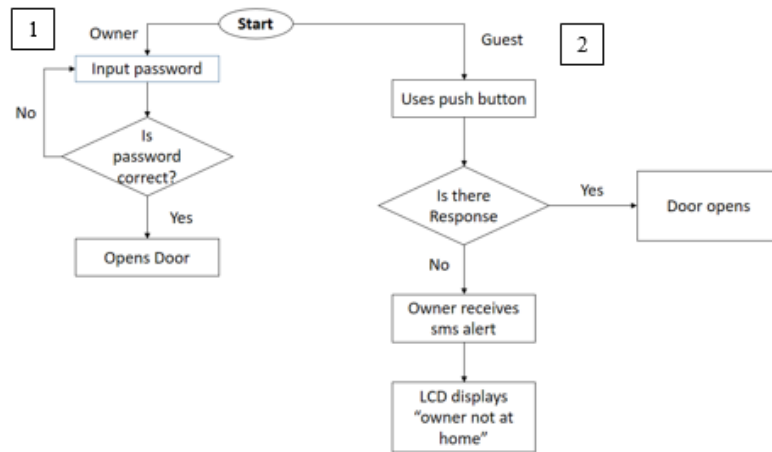 Start
1
Owner
Input password
No
Is
password
correct?
Yes
Opens Door
Guest
2
Uses push button
Is there
Response
Yes
Door opens
No
Owner receives
sms alert
LCD displays
“owner not at
home”